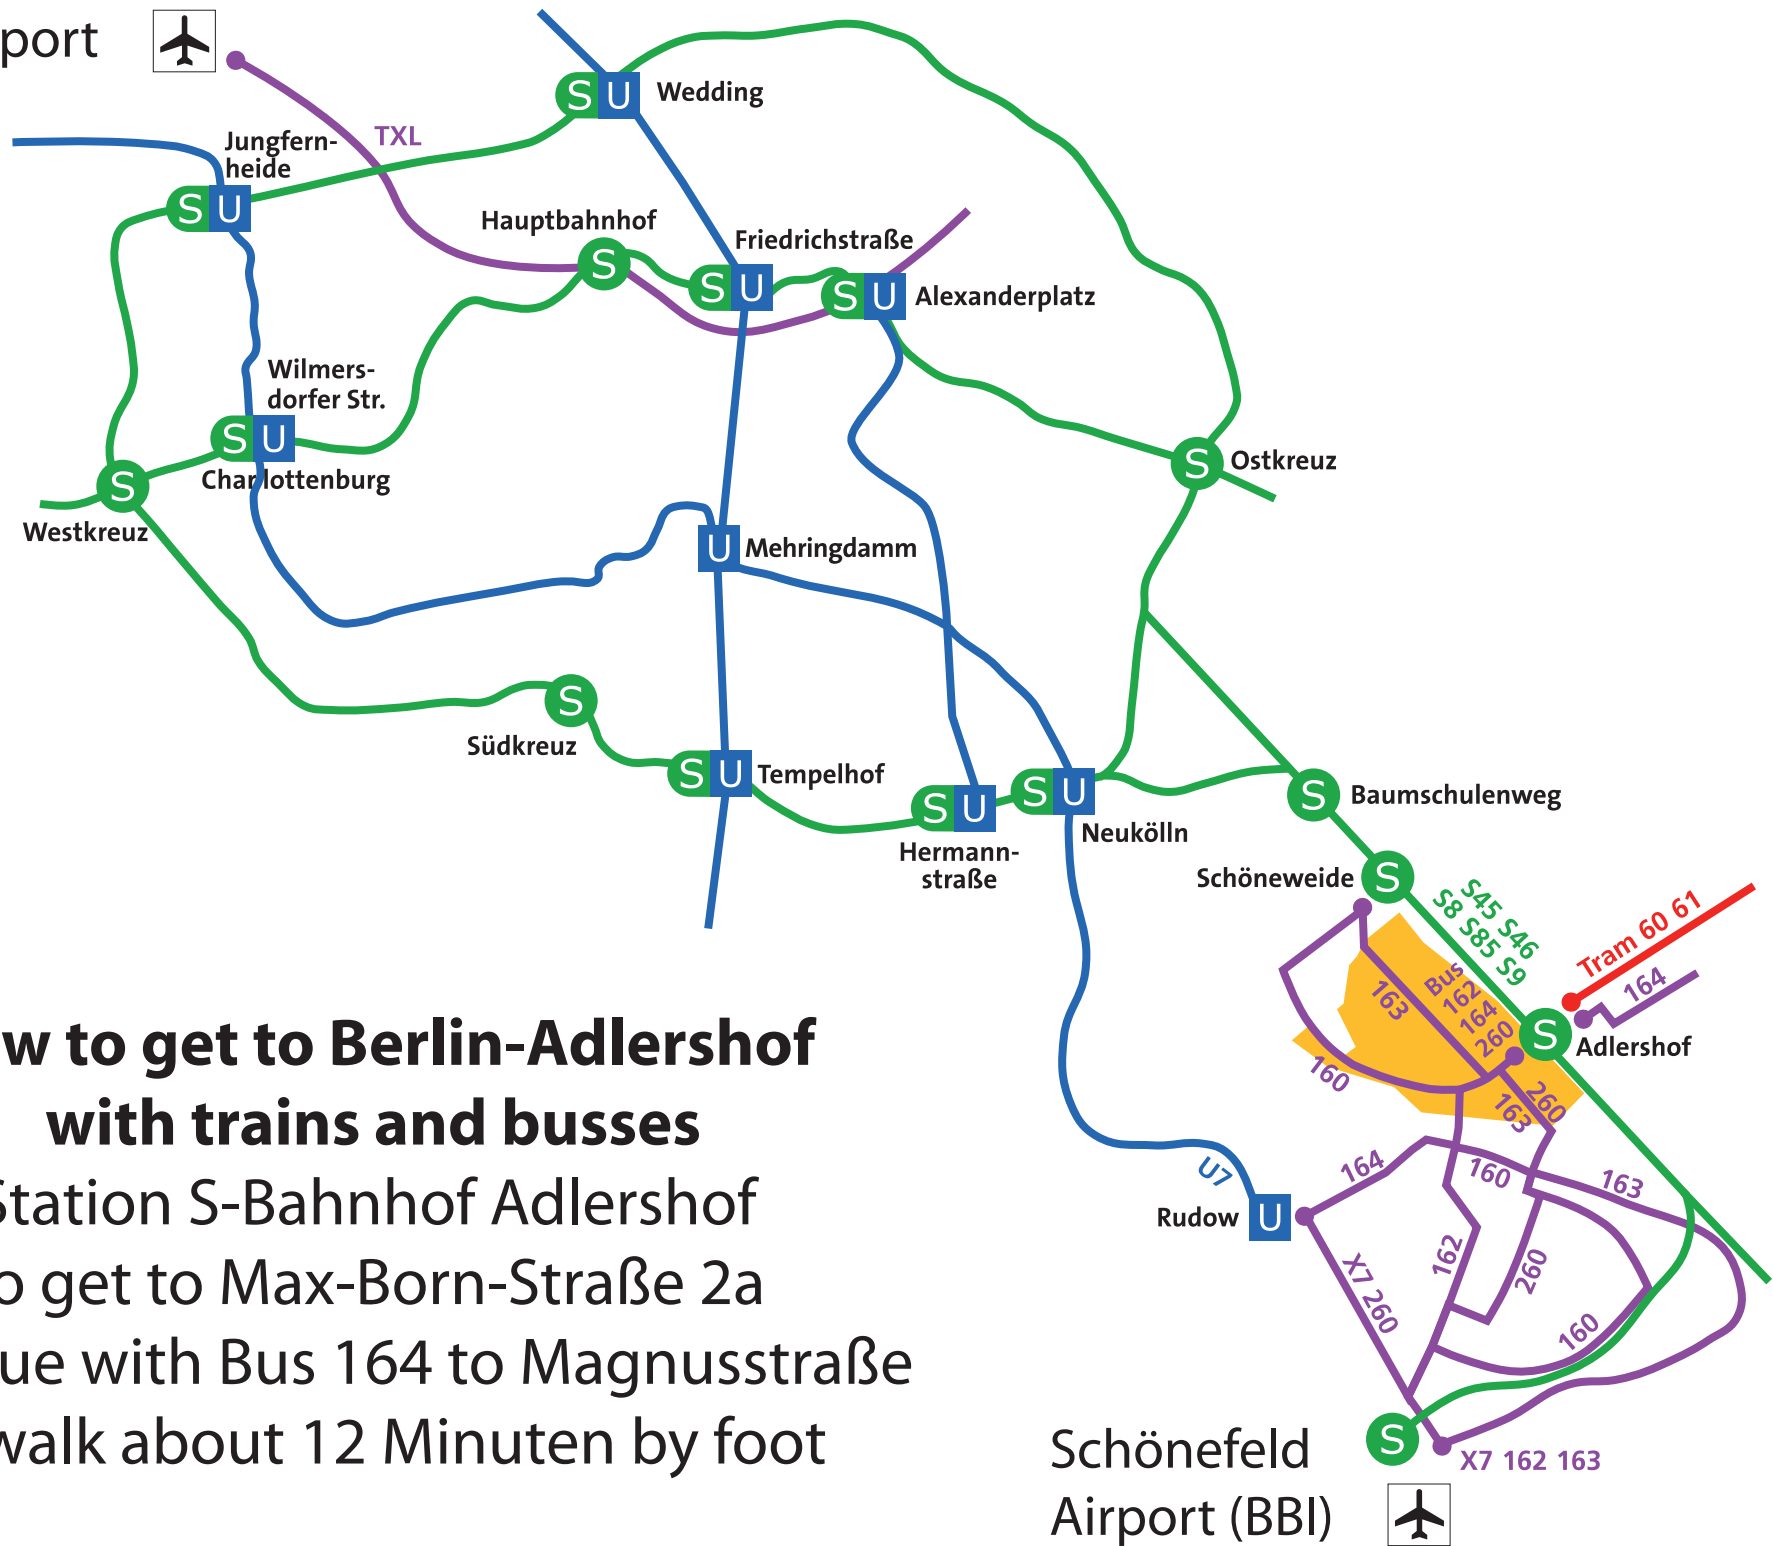 port
TXL
S U Wedding
Jungfern-
heide
S U
Hauptbahnhof
S
Friedrichstraße
S U
S U Alexanderplatz
Wilmers-
dorfer Str.
S U
Charlottenburg
S
Westkreuz
S Ostkreuz
U Mehringdamm
S
Südkreuz
S U Tempelhof
S U
Hermann-
straße
S U
Neukölln
S Baumschulenweg
Schöneweide S
S45 S46
S8 S85 S9
Tram 60 61
164
S
Adlershof
Bus
162
164
260
163
160
260
163
w to get to Berlin-Adlershof
with trains and busses
Station S-Bahnhof Adlershof
o get to Max-Born-Straße 2a
ue with Bus 164 to Magnusstraße
walk about 12 Minuten by foot
U7
Rudow U
164
160
163
162
260
X7 260
160
S
X7 162 163
Schönefeld
Airport (BBI)